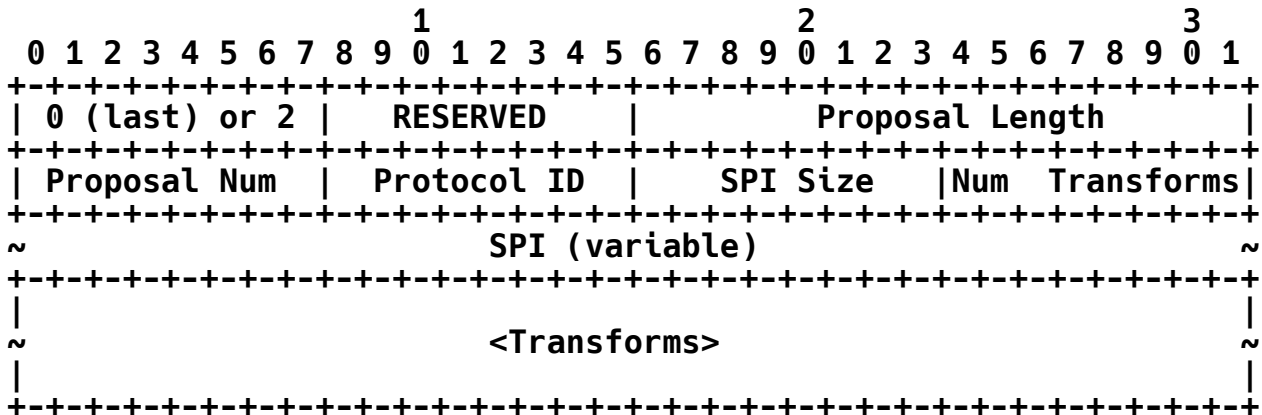 1                   2                   3
 0 1 2 3 4 5 6 7 8 9 0 1 2 3 4 5 6 7 8 9 0 1 2 3 4 5 6 7 8 9 0 1
+-+-+-+-+-+-+-+-+-+-+-+-+-+-+-+-+-+-+-+-+-+-+-+-+-+-+-+-+-+-+-+-+
| 0 (last) or 2 |   RESERVED    |         Proposal Length       |
+-+-+-+-+-+-+-+-+-+-+-+-+-+-+-+-+-+-+-+-+-+-+-+-+-+-+-+-+-+-+-+-+
| Proposal Num  |  Protocol ID  |    SPI Size   |Num  Transforms|
+-+-+-+-+-+-+-+-+-+-+-+-+-+-+-+-+-+-+-+-+-+-+-+-+-+-+-+-+-+-+-+-+
~                        SPI (variable)                         ~
+-+-+-+-+-+-+-+-+-+-+-+-+-+-+-+-+-+-+-+-+-+-+-+-+-+-+-+-+-+-+-+-+
|                                                               |
~                        <Transforms>                           ~
|                                                               |
+-+-+-+-+-+-+-+-+-+-+-+-+-+-+-+-+-+-+-+-+-+-+-+-+-+-+-+-+-+-+-+-+